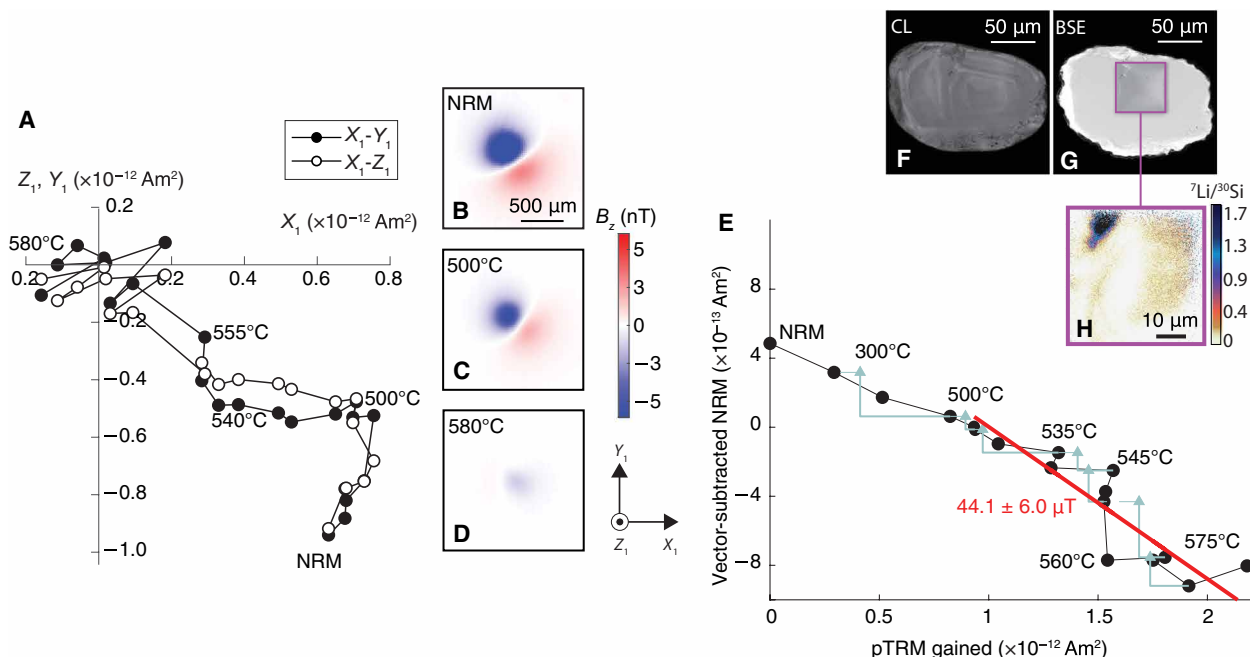 A
X₁-Y₁
X₁-Z₁
Z₁, Y₁ (×10⁻¹² Am²)
X₁ (×10⁻¹² Am²)
0.2
580°C
0.2
0.2
0.4
0.6
0.8
−0.2
555°C
−0.4
540°C
500°C
−0.6
−0.8
−1.0
NRM
NRM
B
500 μm
500°C
C
580°C
D
B_z (nT)
5
3
0
−3
−5
Y₁
Z₁
X₁
E
Vector-subtracted NRM (×10⁻¹³ Am²)
8
4
0
−4
−8
NRM
300°C
500°C
535°C
545°C
44.1 ± 6.0 μT
560°C
575°C
0
0.5
1
1.5
2
pTRM gained (×10⁻¹² Am²)
CL
50 μm
F
BSE
50 μm
G
⁷Li/³⁰Si
1.7
1.3
0.9
0.4
0
H
10 μm